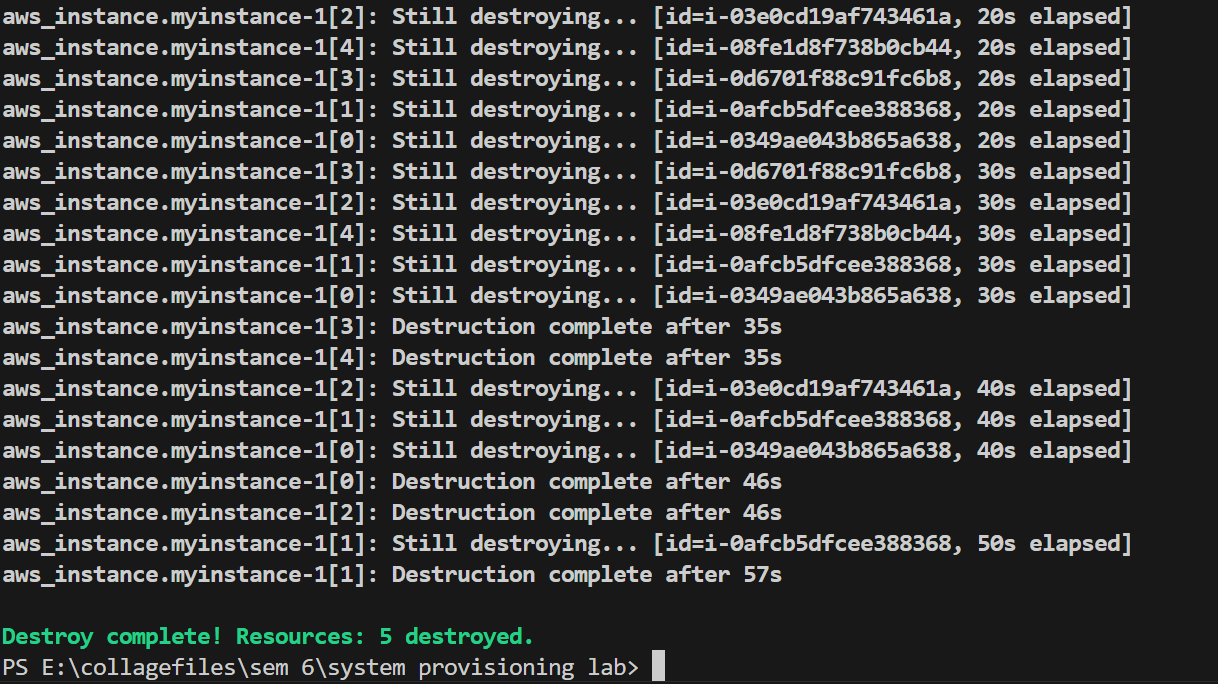 aws_instance.myinstance-1[2]: Still destroying... [id=i-03e0cd19af743461a, 20s elapsed]
aws_instance.myinstance-1[4]: Still destroying... [id=i-08fe1d8f738b0cb44, 20s elapsed]
aws_instance.myinstance-1[3]: Still destroying... [id=i-0d6701f88c91fc6b8, 20s elapsed]
aws_instance.myinstance-1[1]: Still destroying... [id=i-0afcb5dfcee388368, 20s elapsed]
aws_instance.myinstance-1[0]: Still destroying... [id=i-0349ae043b865a638, 20s elapsed]
aws_instance.myinstance-1[3]: Still destroying... [id=i-0d6701f88c91fc6b8, 30s elapsed]
aws_instance.myinstance-1[2]: Still destroying... [id=i-03e0cd19af743461a, 30s elapsed]
aws_instance.myinstance-1[4]: Still destroying... [id=i-08fe1d8f738b0cb44, 30s elapsed]
aws_instance.myinstance-1[1]: Still destroying... [id=i-0afcb5dfcee388368, 30s elapsed]
aws_instance.myinstance-1[0]: Still destroying... [id=i-0349ae043b865a638, 30s elapsed]
aws_instance.myinstance-1[3]: Destruction complete after 35s
aws_instance.myinstance-1[4]: Destruction complete after 35s
aws_instance.myinstance-1[2]: Still destroying... [id=i-03e0cd19af743461a, 40s elapsed]
aws_instance.myinstance-1[1]: Still destroying... [id=i-0afcb5dfcee388368, 40s elapsed]
aws_instance.myinstance-1[0]: Still destroying... [id=i-0349ae043b865a638, 40s elapsed]
aws_instance.myinstance-1[0]: Destruction complete after 46s
aws_instance.myinstance-1[2]: Destruction complete after 46s
aws_instance.myinstance-1[1]: Still destroying... [id=i-0afcb5dfcee388368, 50s elapsed]
aws_instance.myinstance-1[1]: Destruction complete after 57s
Destroy complete! Resources: 5 destroyed.
PS E:\collagefiles\sem 6\system provisioning lab>